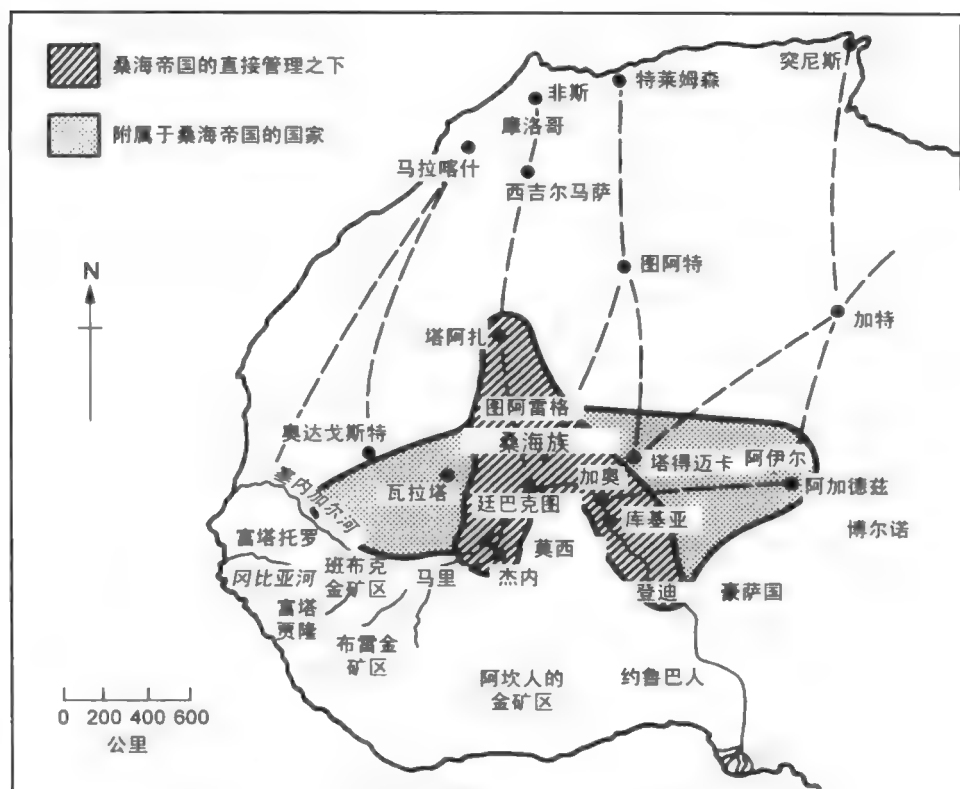 桑海帝国的直接管理之下
附属于桑海帝国的国家
突尼斯
特莱姆森
非斯
摩洛哥
马拉喀什
西吉尔马萨
图阿特
N
加特
塔阿扎
图阿雷格
奥达戈斯特
桑海族
塔得迈卡
阿伊尔
瓦拉塔
加奥
阿加德兹
塞内加尔河
廷巴克图
库基亚
博尔诺
富塔托罗
莫西
冈比亚河
班布克
金矿区
马里
杰内
登迪
豪萨国
富塔
贾隆
布雷金
矿区
阿坎人的
金矿区
约鲁巴人
0 200 400 600
公里